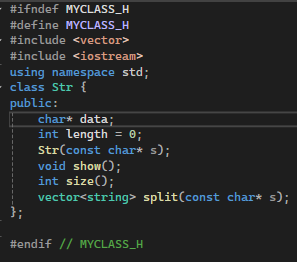 #ifndef MYCLASS_H
#define MYCLASS_H
#include <vector>
#include <iostream>
using namespace std;
class Str {
public:
    char* data;
    int length = 0;
    Str(const char* s);
    void show();
    int size();
    vector<string> split(const char* s);
};

#endif // MYCLASS_H